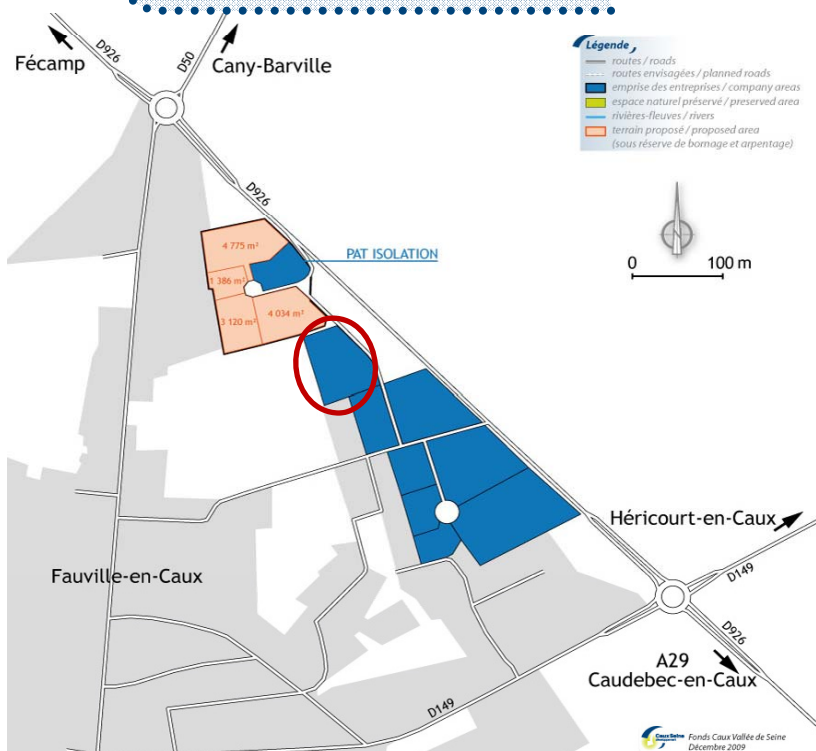 D926
D50
Fécamp
Cany-Barville
Légende
routes / roads
routes envisagées / planned roads
emprise des entreprises / company areas
espace naturel préservé / preserved area
rivières-fleuves / rivers
terrain proposé / proposed area
(sous réserve de bornage et arpentage)
D926
4 775 m²
PAT ISOLATION
1 386 m²
0 100 m
3 120 m²
4 034 m²
Héricourt-en-Caux
Fauville-en-Caux
D149
D926
A29
Caudebec-en-Caux
D149
Caux Seine
développement
Fonds Caux Vallée de Seine
Décembre 2009